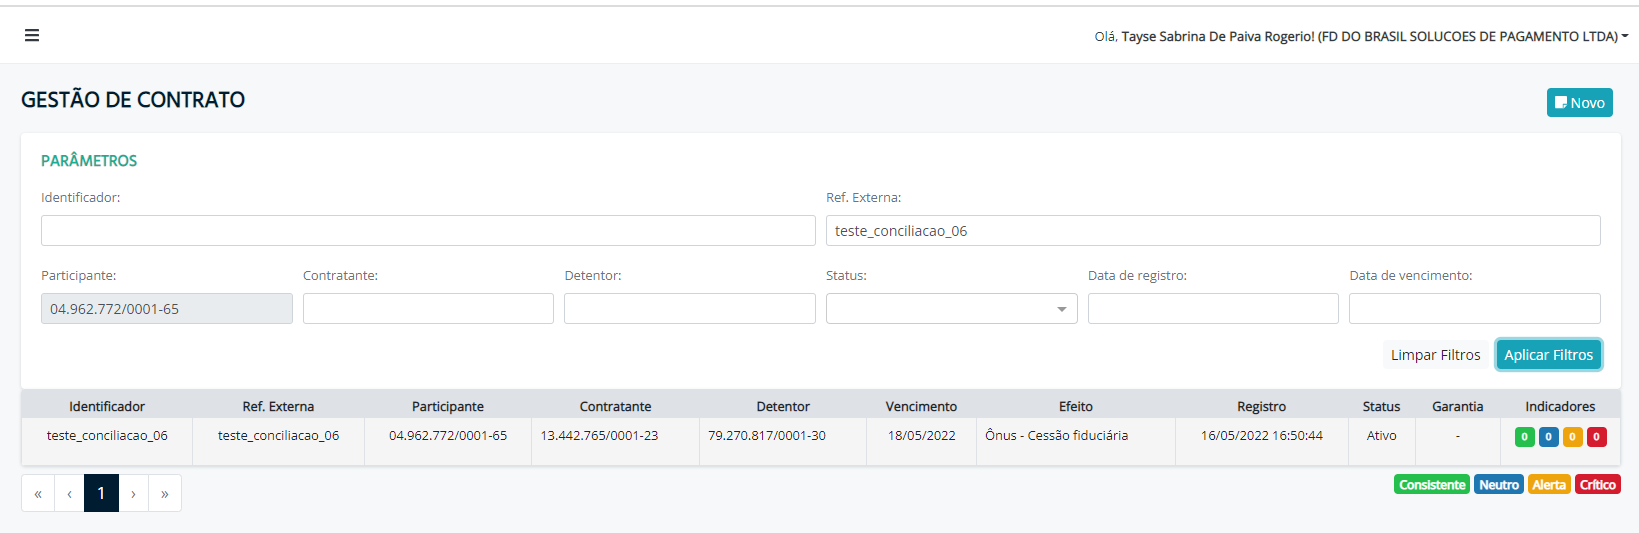 Olá, Tayse Sabrina De Paiva Rogerio! (FD DO BRASIL SOLUCOES DE PAGAMENTO LTDA)
GESTÃO DE CONTRATO
Novo
PARÂMETROS
Identificador: Ref. Externa:
teste_conciliacao_06
Participante: Contratante: Detentor: Status: Data de registro: Data de vencimento:
04.962.772/0001-65
Limpar Filtros Aplicar Filtros
Identificador Ref. Externa Participante Contratante Detentor Vencimento Efeito Registro Status Garantia Indicadores
teste_conciliacao_06 teste_conciliacao_06 04.962.772/0001-65 13.442.765/0001-23 79.270.817/0001-30 18/05/2022 Ônus - Cessão fiduciária 16/05/2022 16:50:44 Ativo - 0 0 0 0
« ‹ 1 › » Consistente Neutro Alerta Crítico